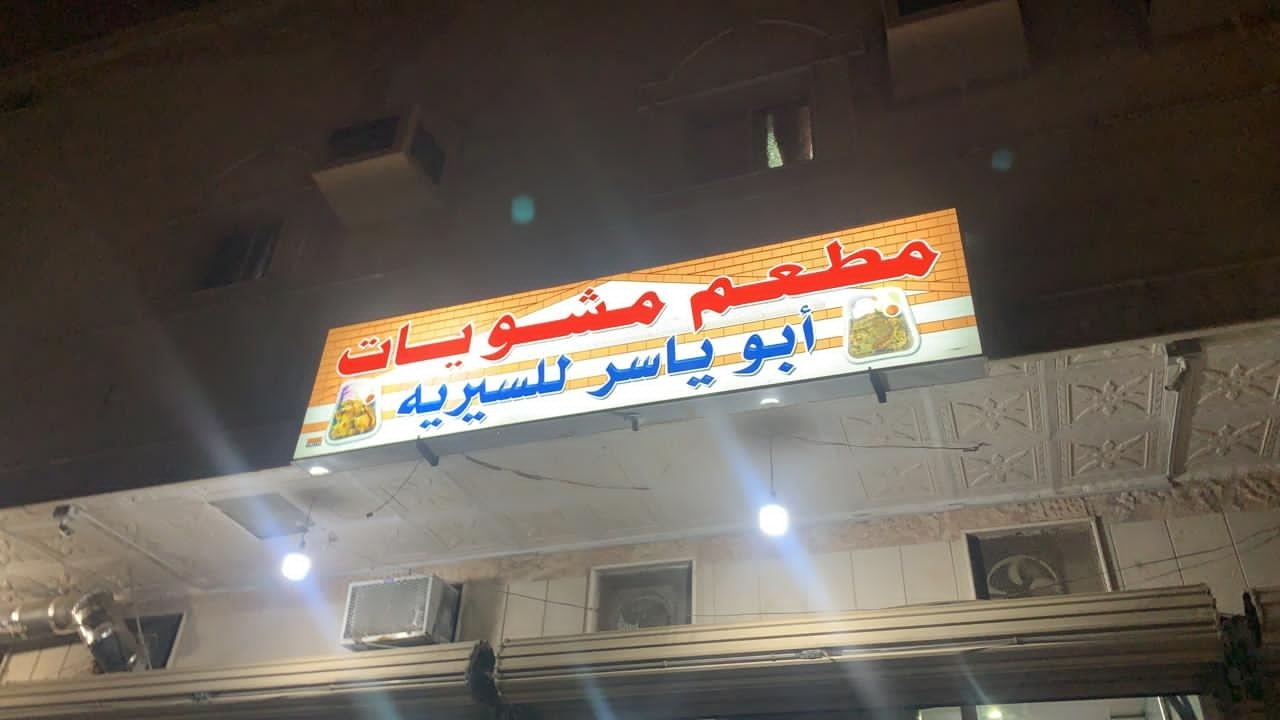 مطعم مشويات
أبو ياسر للسيريه